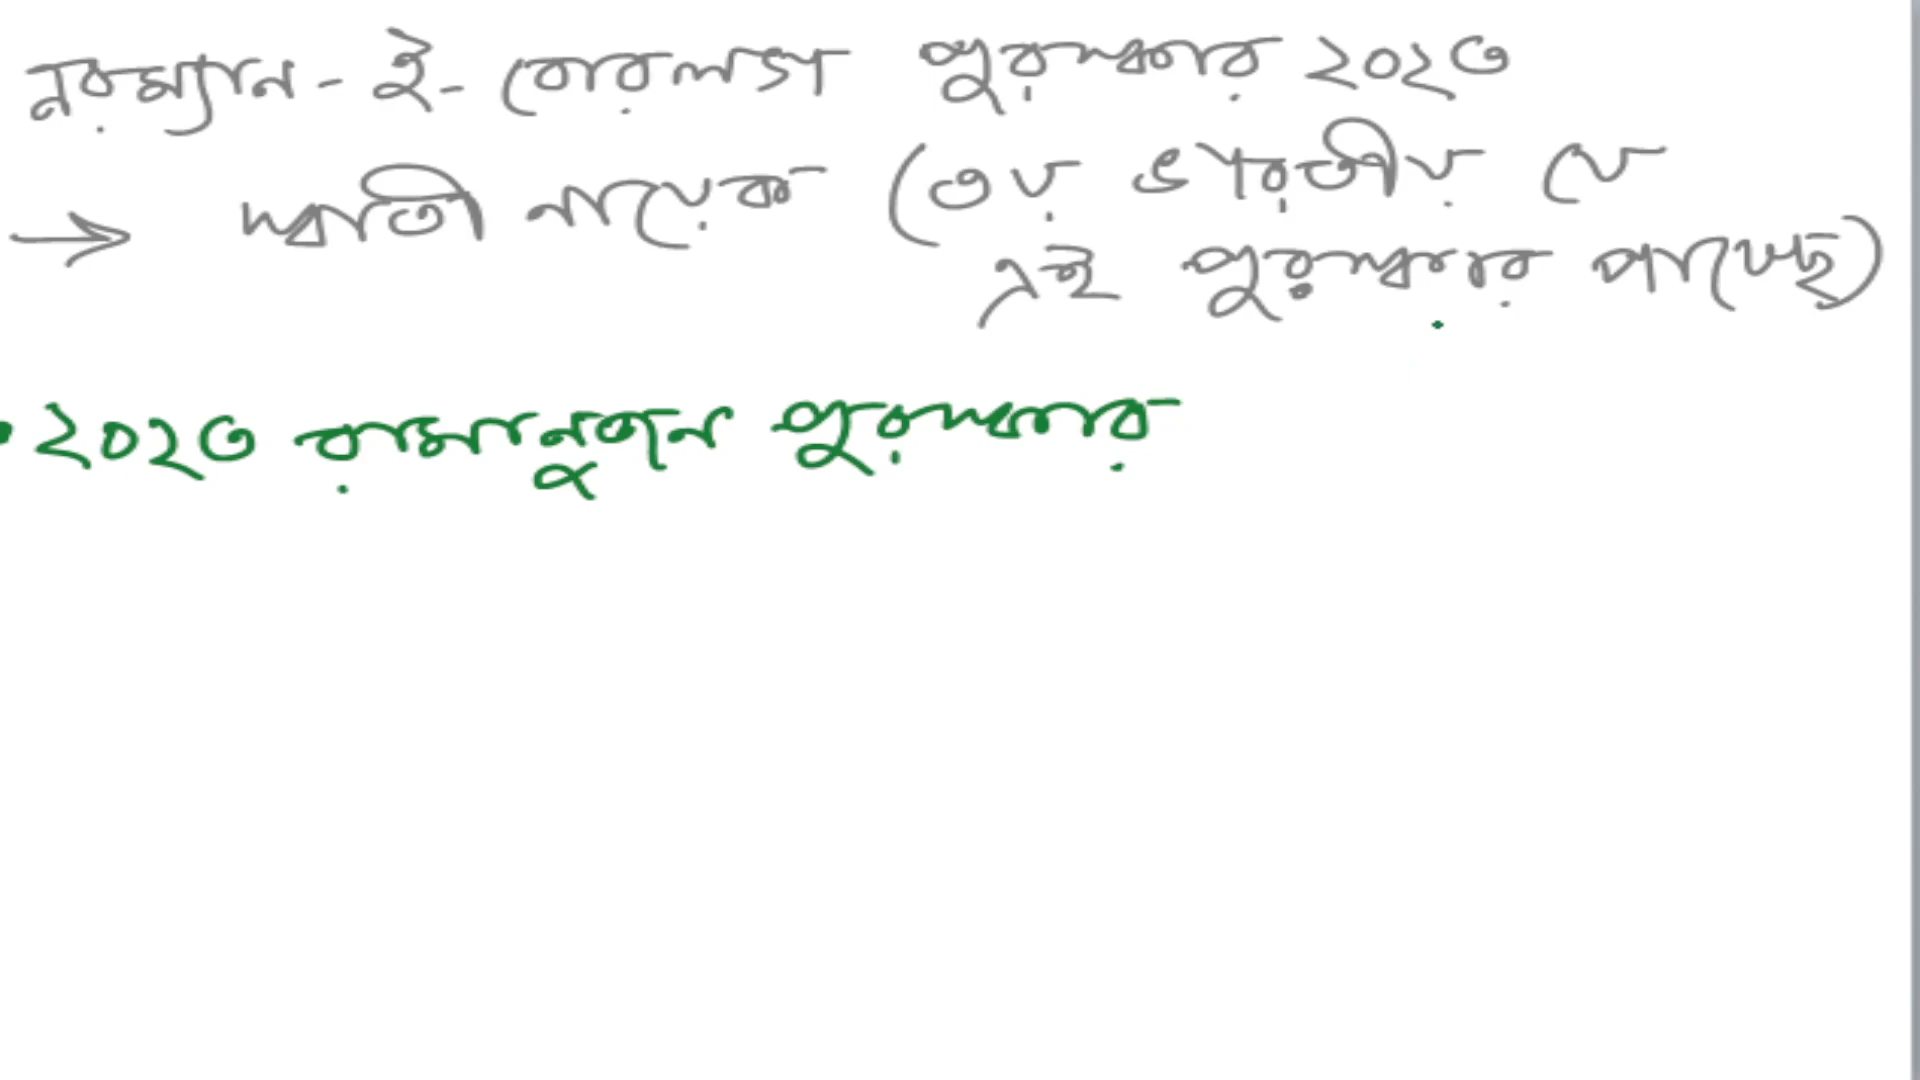 নরম্যান - ই - বোরলগ পুরস্কার ২০২৩
→ স্বাতী নায়েক (৩য় ভারতীয় যে
এই পুরস্কার পাচ্ছে)
• ২০২৩ রামানুজন পুরস্কার